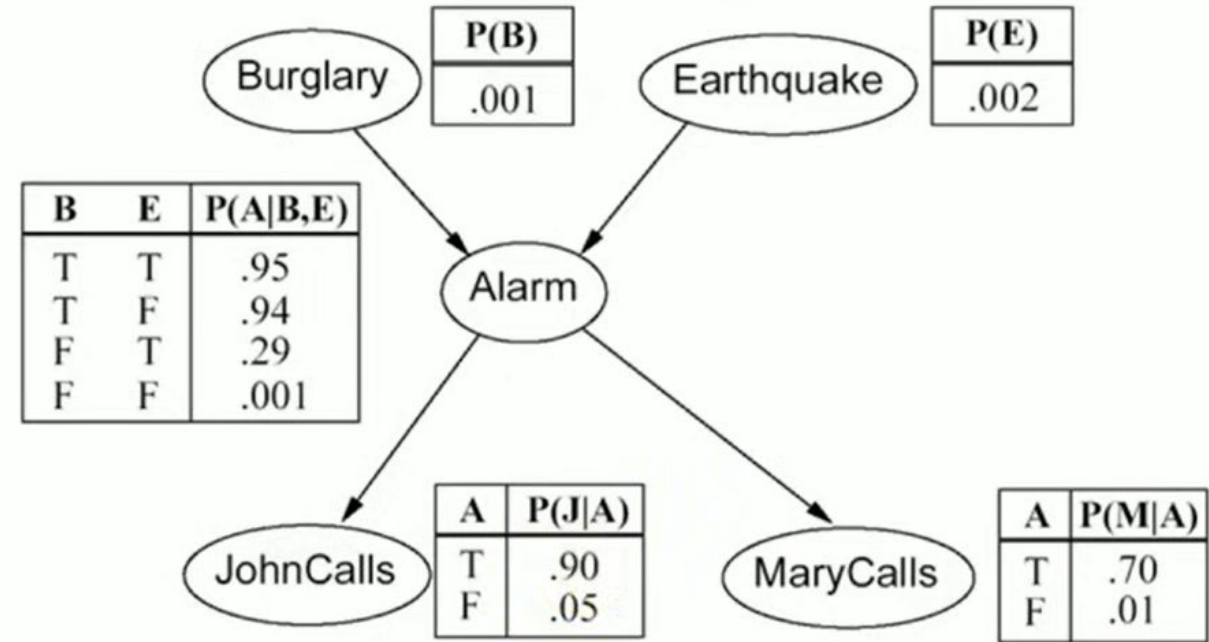 Burglary
P(B)
.001
Earthquake
P(E)
.002
B E P(A|B,E)
T T .95
T F .94
F T .29
F F .001
Alarm
JohnCalls
A P(J|A)
T .90
F .05
MaryCalls
A P(M|A)
T .70
F .01